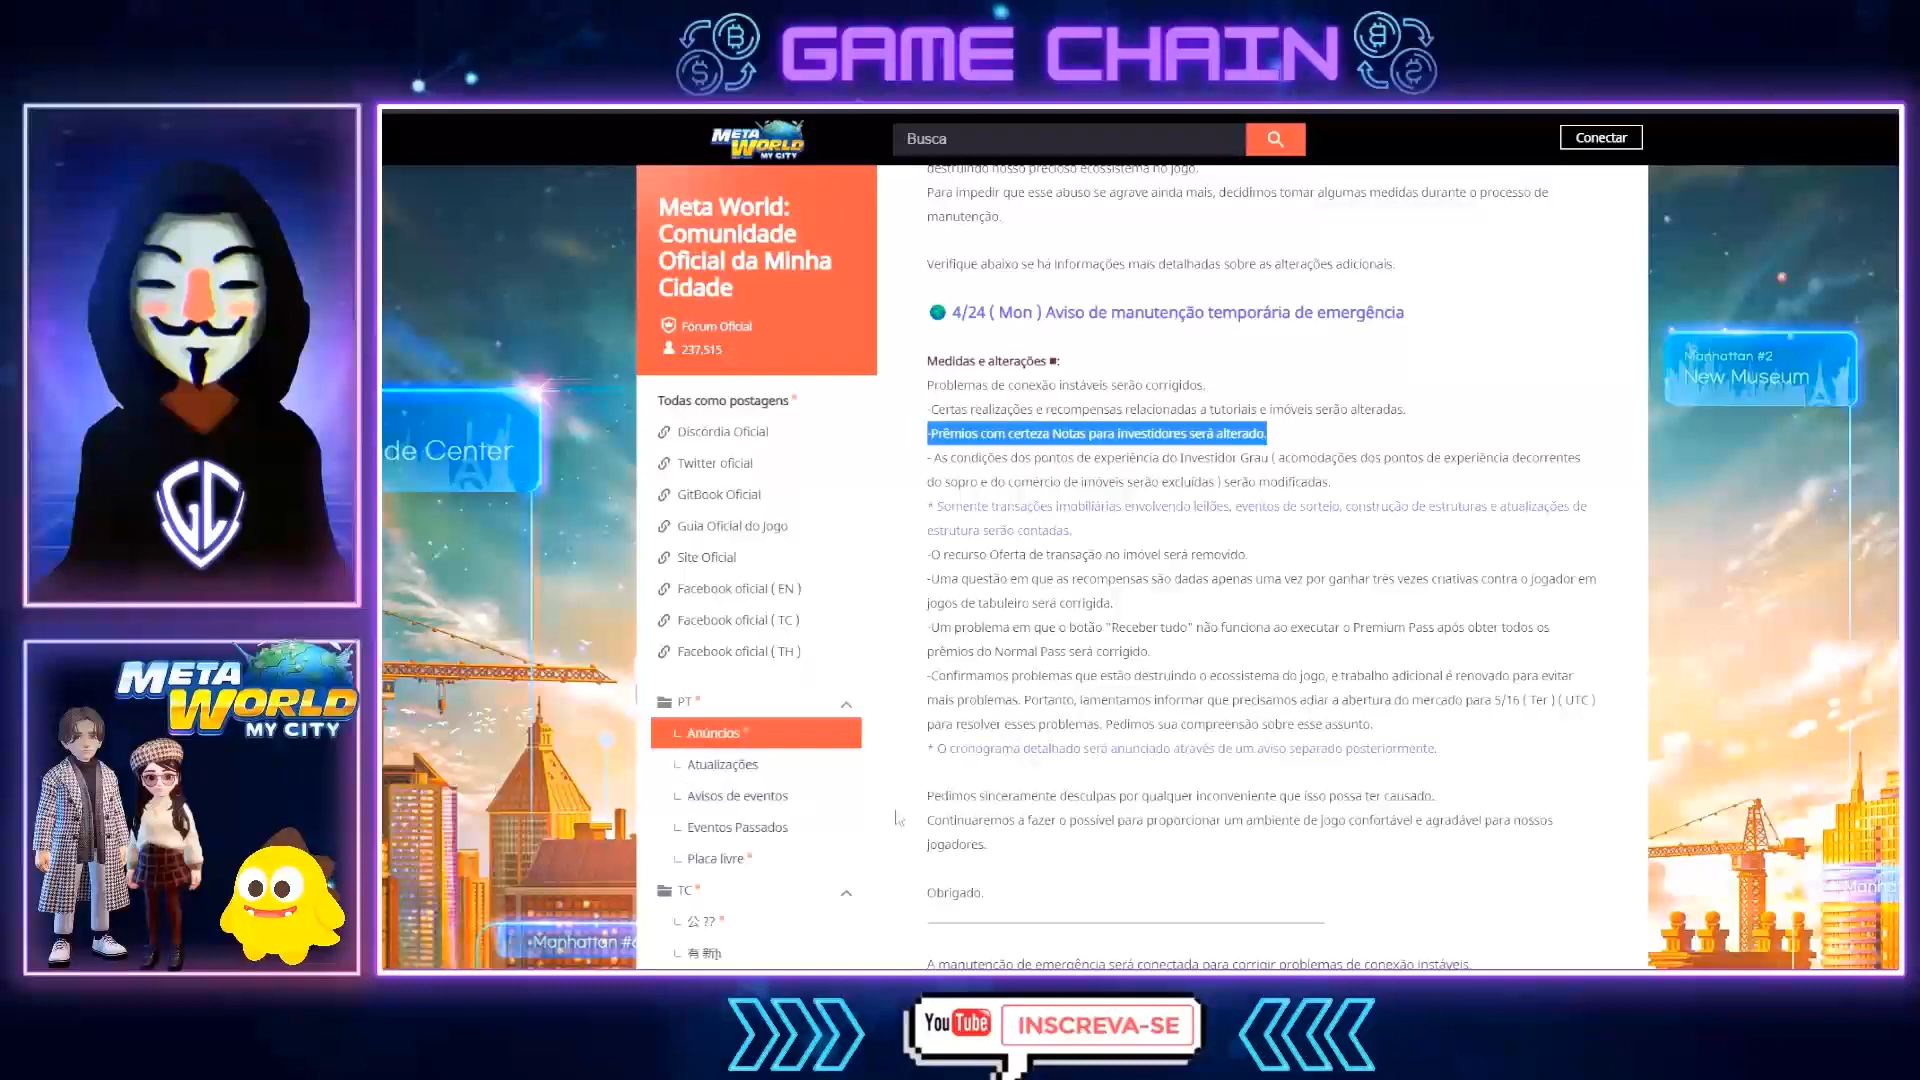 GAME CHAIN
META WORLD MY CITY
Busca
Conectar
Meta World:
Comunidade
Oficial da Minha
Cidade
Fórum Oficial
237,515
Todas como postagens
Discórdia Oficial
Twitter oficial
GitBook Oficial
Guia Oficial do Jogo
Site Oficial
Facebook oficial ( EN )
Facebook oficial ( TC )
Facebook oficial ( TH )
PT
Anúncios
Atualizações
Avisos de eventos
Eventos Passados
Placa livre
TC
公 ??
destruindo nosso precioso ecossistema no jogo.
Para impedir que esse abuso se agrave ainda mais, decidimos tomar algumas medidas durante o processo de
manutenção.
Verifique abaixo se há informações mais detalhadas sobre as alterações adicionais.
4/24 ( Mon ) Aviso de manutenção temporária de emergência
Medidas e alterações ■:
Problemas de conexão instáveis serão corrigidos.
-Certas realizações e recompensas relacionadas a tutoriais e imóveis serão alteradas.
-Prêmios com certeza Notas para investidores será alterado.
- As condições dos pontos de experiência do Investidor Grau ( acomodações dos pontos de experiência decorrentes
do sopro e do comércio de imóveis serão excluídas ) serão modificadas.
* Somente transações imobiliárias envolvendo leilões, eventos de sorteio, construção de estruturas e atualizações de
estrutura serão contadas.
-O recurso Oferta de transação no imóvel será removido.
-Uma questão em que as recompensas são dadas apenas uma vez por ganhar três vezes criativas contra o jogador em
jogos de tabuleiro será corrigida.
-Um problema em que o botão "Receber tudo" não funciona ao executar o Premium Pass após obter todos os
prêmios do Normal Pass será corrigido.
-Confirmamos problemas que estão destruindo o ecossistema do jogo, e trabalho adicional é renovado para evitar
mais problemas. Portanto, lamentamos informar que precisamos adiar a abertura do mercado para 5/16 ( Ter ) ( UTC )
para resolver esses problemas. Pedimos sua compreensão sobre esse assunto.
* O cronograma detalhado será anunciado através de um aviso separado posteriormente.
Pedimos sinceramente desculpas por qualquer inconveniente que isso possa ter causado.
Continuaremos a fazer o possível para proporcionar um ambiente de jogo confortável e agradável para nossos
jogadores.
Obrigado.
A manutenção de emergência será conectada para corrigir problemas de conexão instáveis.
de Center
Manhattan #2
New Museum
GC
META
WORLD
MY CITY
YouTube
INSCREVA-SE